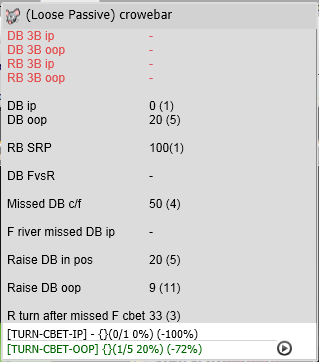 (Loose Passive) crowebar
DB 3B ip -
DB 3B oop -
RB 3B ip -
RB 3B oop -
DB ip 0 (1)
DB oop 20 (5)
RB SRP 100(1)
DB FvsR -
Missed DB c/f 50 (4)
F river missed DB ip -
Raise DB in pos 20 (5)
Raise DB oop 9 (11)
R turn after missed F cbet 33 (3)
[TURN-CBET-IP] - {}(0/1 0%) (-100%)
[TURN-CBET-OOP] {}(1/5 20%) (-72%)